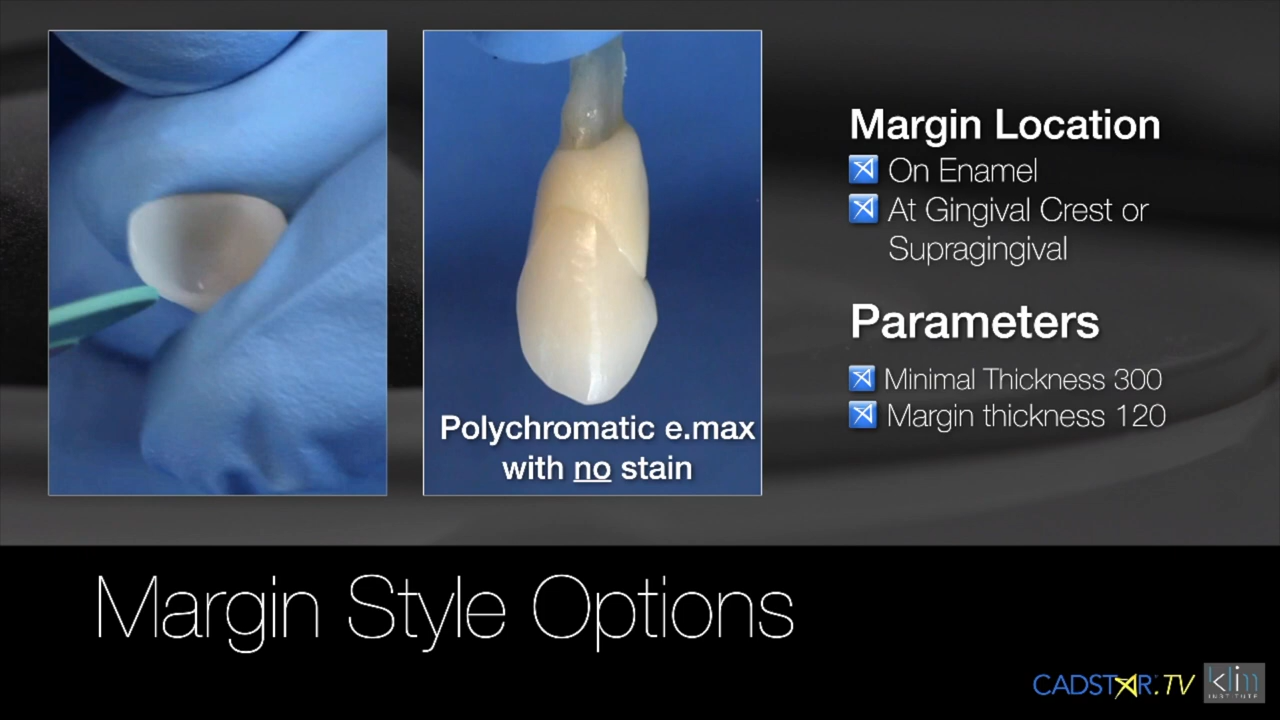 Margin Location
On Enamel
At Gingival Crest or
Supragingival
Parameters
Minimal Thickness 300
Margin thickness 120
Polychromatic e.max
with no stain
Margin Style Options
CADSTAR.TV
klim
INSTITUTE